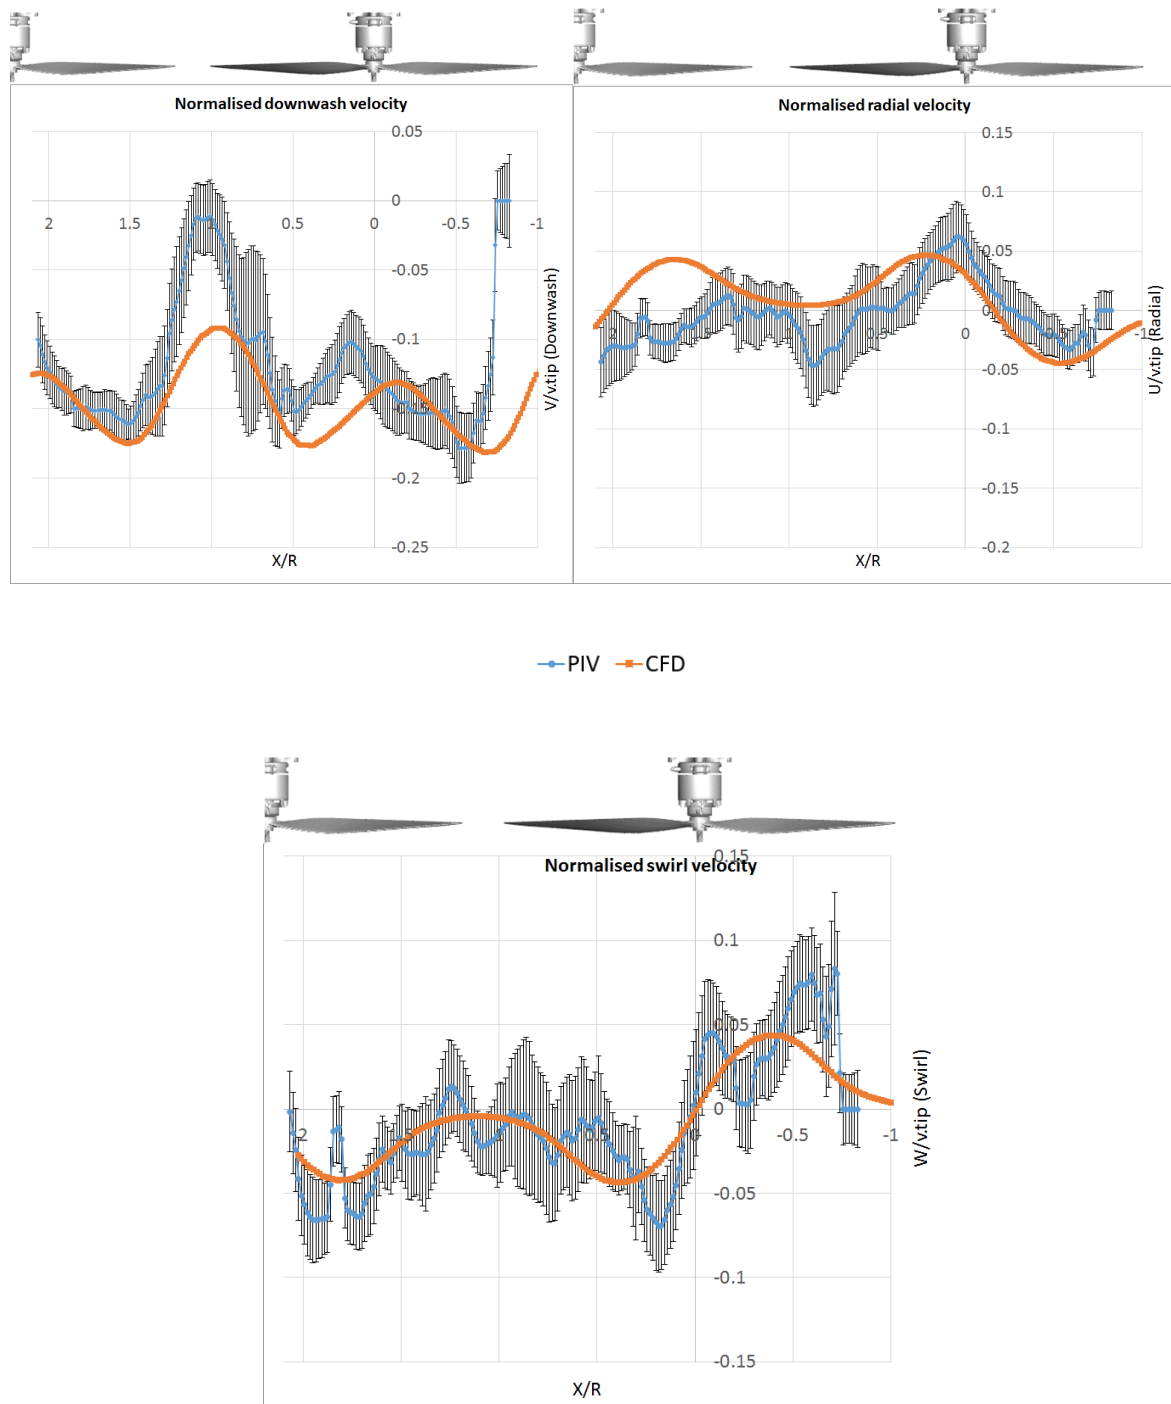 Normalised downwash velocity
0.05
0
2 1.5 0.5 0 -0.5 -1
-0.05
-0.1
-0.2
-0.25
V/v.tip (Downwash)
X/R
Normalised radial velocity
0.15
0.1
0.05
0
-0.05
-0.1
-0.15
-0.2
U/v.tip (Radial)
X/R
PIV CFD
0.15
Normalised swirl velocity
0.1
0.05
0
-0.5 -1
-0.05
-0.1
-0.15
W/v.tip (Swirl)
X/R